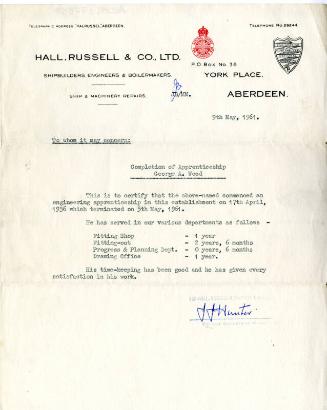 TELEGRAPHIC ADDRESS "HALRUSSEL," ABERDEEN.
TELEPHONE NO. 29244
HALL, RUSSELL & CO., LTD.
SHIPBUILDERS, ENGINEERS & BOILERMAKERS.
SHIP & MACHINERY REPAIRS.
P.O BOX NO. 38
YORK PLACE,
ABERDEEN.
9th May, 1961.
To whom it may concern:
Completion of Apprenticeship
George A. Wood
This is to certify that the above-named commenced an
engineering apprenticeship in this establishment on 17th April,
1956 which terminated on 5th May, 1961.
He has served in our various departments as follows -
Fitting Shop - 1 year
Fitting-out - 2 years, 6 months
Progress & Planning Dept. - 0 years, 6 months
Drawing Office - 1 year.
His time-keeping has been good and he has given every
satisfaction in his work.
Hunter